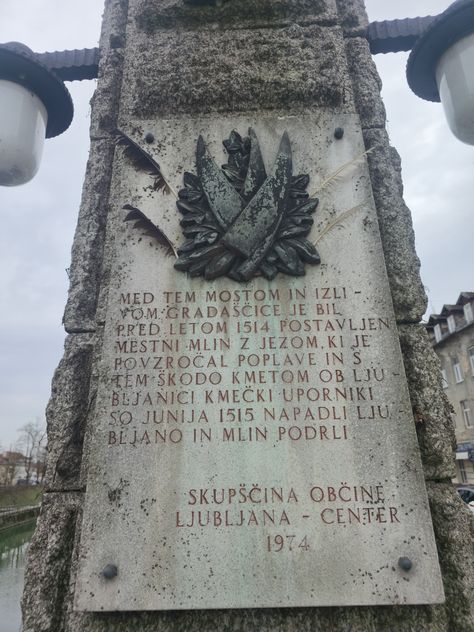 MED TEM MOSTOM IN IZLI -
VOM GRADAŠČICE JE BIL
PRED LETOM 1514 POSTAVLJEN
MESTNI MLIN Z JEZOM, KI JE
POVZROČAL POPLAVE IN S
TEM ŠKODO KMETOM OB LJU -
BLJANICI KMEČKI UPORNIKI
SO JUNIJA 1515 NAPADLI LJU -
BLJANO IN MLIN PODRLI
SKUPŠČINA OBČINE
LJUBLJANA - CENTER
1974